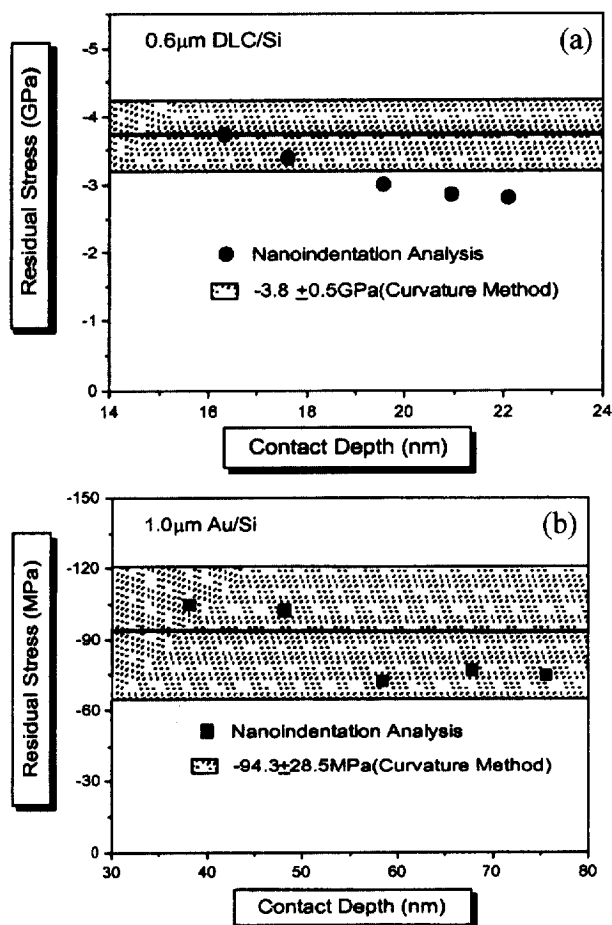 0.6μm DLC/Si
(a)
Residual Stress (GPa)
-5
-4
-3
-2
-1
0
Nanoindentation Analysis
-3.8 ±0.5GPa(Curvature Method)
14 16 18 20 22 24
Contact Depth (nm)
1.0μm Au/Si
(b)
Residual Stress (MPa)
-150
-120
-90
-60
-30
0
Nanoindentation Analysis
-94.3±28.5MPa(Curvature Method)
30 40 50 60 70 80
Contact Depth (nm)